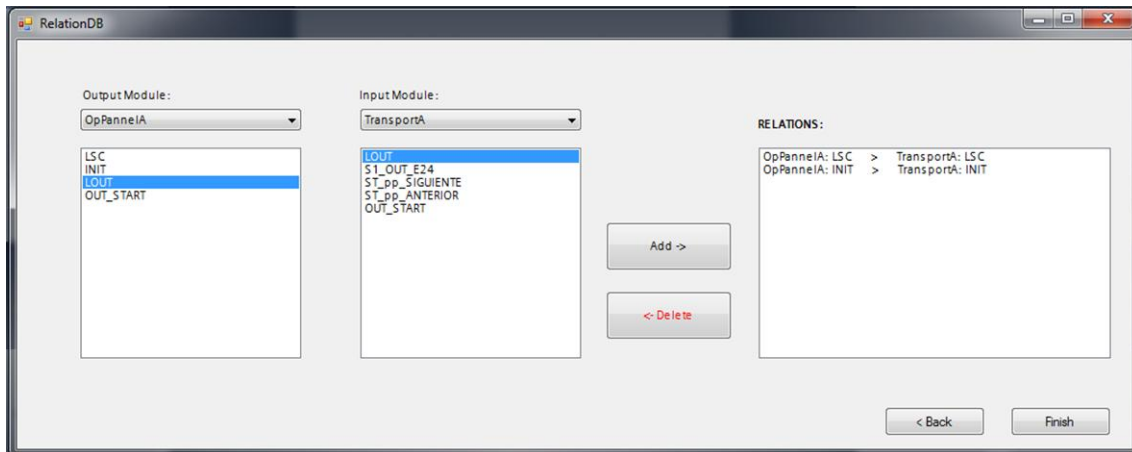 RelationDB
Output Module:
OpPannelA
LSC
INIT
LOUT
OUT_START
Input Module:
TransportA
LOUT
S1_OUT_E24
ST_pp_SIGUIENTE
ST_pp_ANTERIOR
OUT_START
Add ->
<- Delete
RELATIONS:
OpPannelA: LSC > TransportA: LSC
OpPannelA: INIT > TransportA: INIT
< Back
Finish